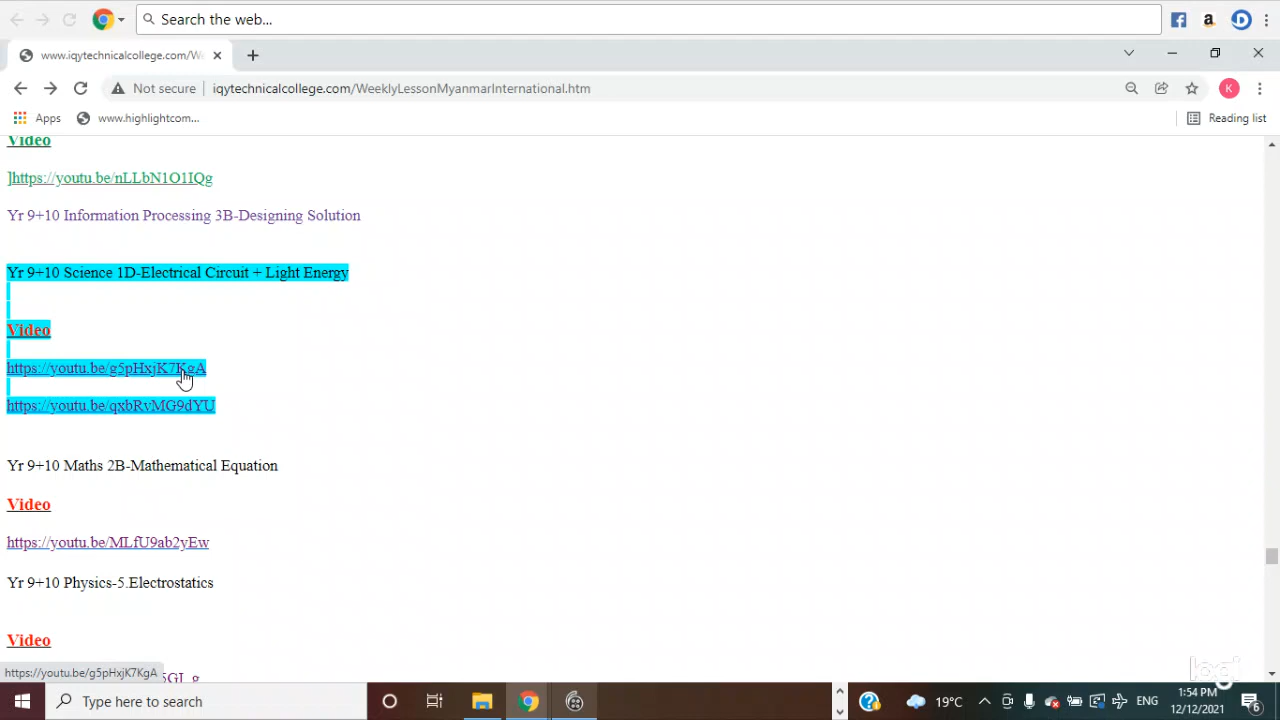 Search the web...
www.iqytechnicalcollege.com/We
Not secure
iqytechnicalcollege.com/WeeklyLessonMyanmarInternational.htm
K
Apps
www.highlightcom...
Reading list
Video
]https://youtu.be/nLLbN1O1IQg
Yr 9+10 Information Processing 3B-Designing Solution
Yr 9+10 Science 1D-Electrical Circuit + Light Energy
Video
https://youtu.be/g5pHxjK7KgA
https://youtu.be/qxbRvMG9dYU
Yr 9+10 Maths 2B-Mathematical Equation
Video
https://youtu.be/MLfU9ab2yEw
Yr 9+10 Physics-5.Electrostatics
Video
https://youtu.be/g5pHxjK7KgA
logi
Type here to search
19°C
ENG
1:54 PM
12/12/2021
6